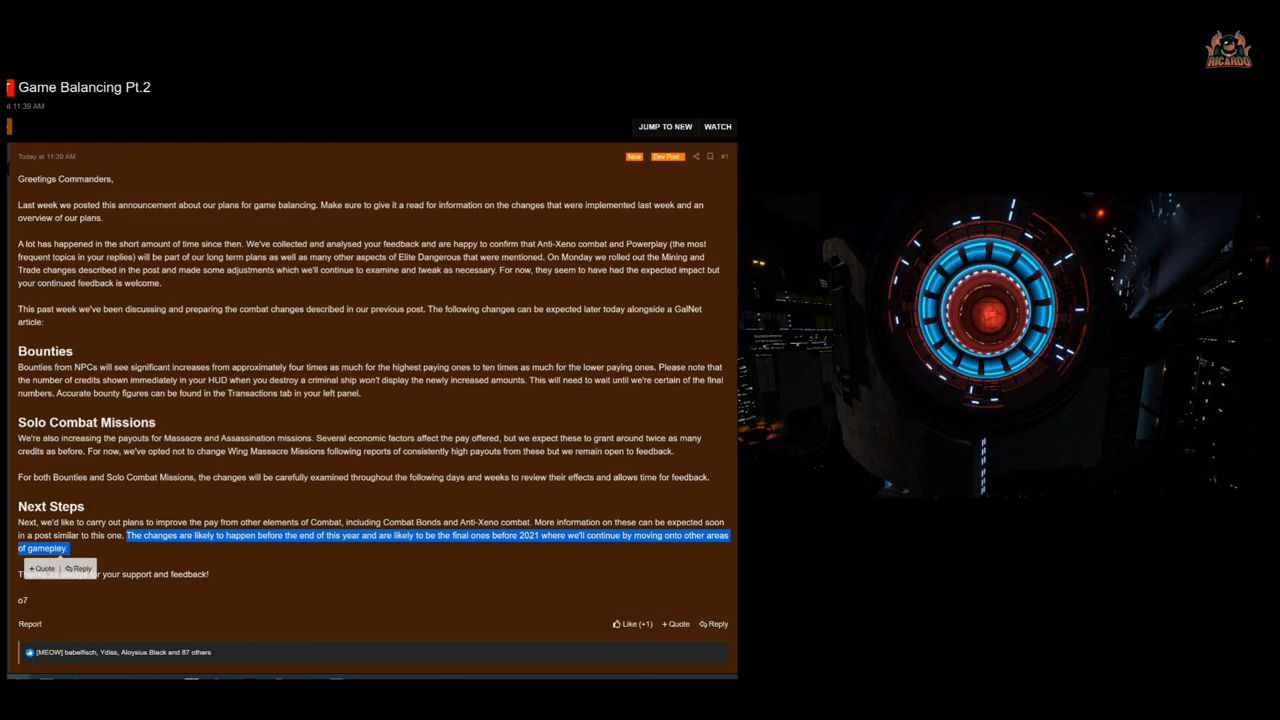 RICARDO
Game Balancing Pt.2
at 11:39 AM
JUMP TO NEW WATCH
Today at 11:39 AM New Dev Post #1
Greetings Commanders,
Last week we posted this announcement about our plans for game balancing. Make sure to give it a read for information on the changes that were implemented last week and an
overview of our plans.
A lot has happened in the short amount of time since then. We've collected and analysed your feedback and are happy to confirm that Anti-Xeno combat and Powerplay (the most
frequent topics in your replies) will be part of our long term plans as well as many other aspects of Elite Dangerous that were mentioned. On Monday we rolled out the Mining and
Trade changes described in the post and made some adjustments which we'll continue to examine and tweak as necessary. For now, they seem to have had the expected impact but
your continued feedback is welcome.
This past week we've been discussing and preparing the combat changes described in our previous post. The following changes can be expected later today alongside a GalNet
article:
Bounties
Bounties from NPCs will see significant increases from approximately four times as much for the highest paying ones to ten times as much for the lower paying ones. Please note that
the number of credits shown immediately in your HUD when you destroy a criminal ship won't display the newly increased amounts. This will need to wait until we're certain of the final
numbers. Accurate bounty figures can be found in the Transactions tab in your left panel.
Solo Combat Missions
We're also increasing the payouts for Massacre and Assassination missions. Several economic factors affect the pay offered, but we expect these to grant around twice as many
credits as before. For now, we've opted not to change Wing Massacre Missions following reports of consistently high payouts from these but we remain open to feedback.
For both Bounties and Solo Combat Missions, the changes will be carefully examined throughout the following days and weeks to review their effects and allows time for feedback.
Next Steps
Next, we'd like to carry out plans to improve the pay from other elements of Combat, including Combat Bonds and Anti-Xeno combat. More information on these can be expected soon
in a post similar to this one. The changes are likely to happen before the end of this year and are likely to be the final ones before 2021 where we'll continue by moving onto other areas
of gameplay.
+Quote | Reply
for your support and feedback!
o7
Report Like (+1) +Quote Reply
[MEOW] babelfisch, Ydiss, Aloysius Black and 87 others